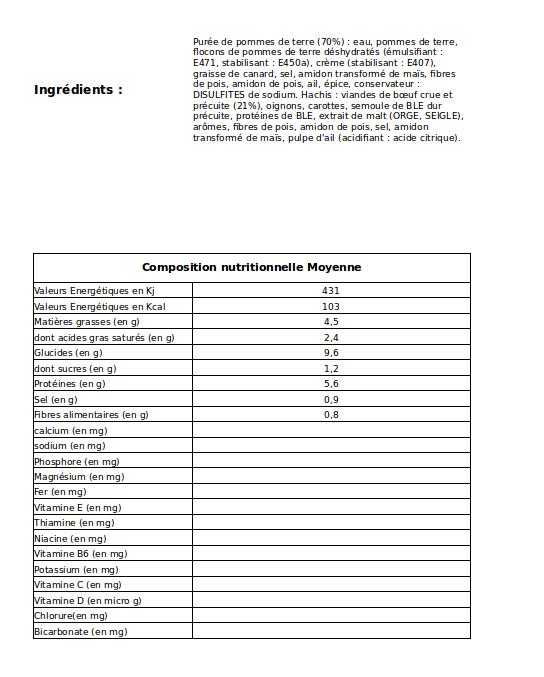 Purée de pommes de terre (70%) : eau, pommes de terre,
flocons de pommes de terre déshydratés (émulsifiant :
E471, stabilisant : E450a), crème (stabilisant : E407),
graisse de canard, sel, amidon transformé de maïs, fibres
de pois, amidon de pois, ail, épice, conservateur :
DISULFITES de sodium. Hachis : viandes de bœuf crue et
précuite (21%), oignons, carottes, semoule de BLE dur
précuite, protéines de BLE, extrait de malt (ORGE, SEIGLE),
arômes, fibres de pois, amidon de pois, sel, amidon
transformé de maïs, pulpe d'ail (acidifiant : acide citrique).
Ingrédients :
Composition nutritionnelle Moyenne
Valeurs Energétiques en Kj 431
Valeurs Energétiques en Kcal 103
Matières grasses (en g) 4,5
dont acides gras saturés (en g) 2,4
Glucides (en g) 9,6
dont sucres (en g) 1,2
Protéines (en g) 5,6
Sel (en g) 0,9
Fibres alimentaires (en g) 0,8
calcium (en mg)
sodium (en mg)
Phosphore (en mg)
Magnésium (en mg)
Fer (en mg)
Vitamine E (en mg)
Thiamine (en mg)
Niacine (en mg)
Vitamine B6 (en mg)
Potassium (en mg)
Vitamine C (en mg)
Vitamine D (en micro g)
Chlorure(en mg)
Bicarbonate (en mg)